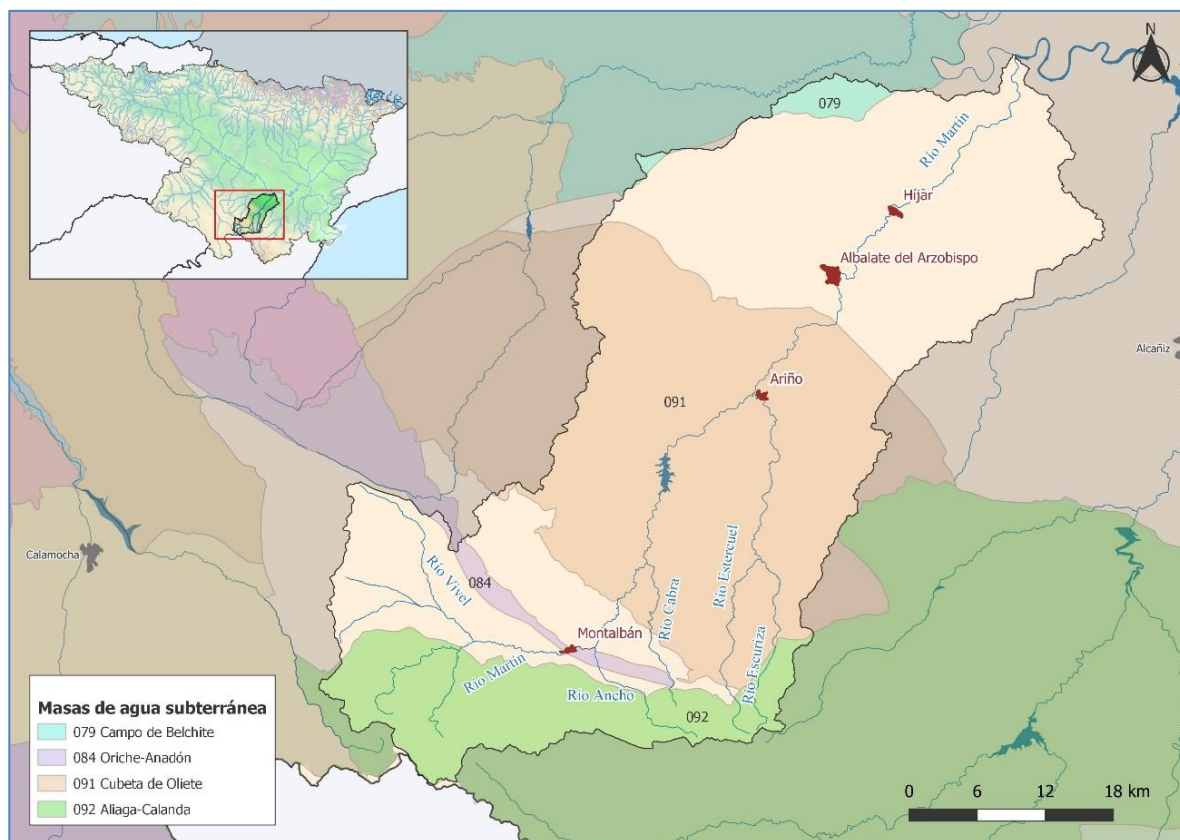 N
079
Río Martín
Híjar
Albalate del Arzobispo
Alcañiz
Ariño
091
Calamocha
Río Vivel
084
Río Cabra
Río Estercuel
Montalbán
Río Martín
Río Escuriza
Río Ancho
092
Masas de agua subterránea
079 Campo de Belchite
084 Oriche-Anadón
091 Cubeta de Oliete
092 Aliaga-Calanda
0 6 12 18 km